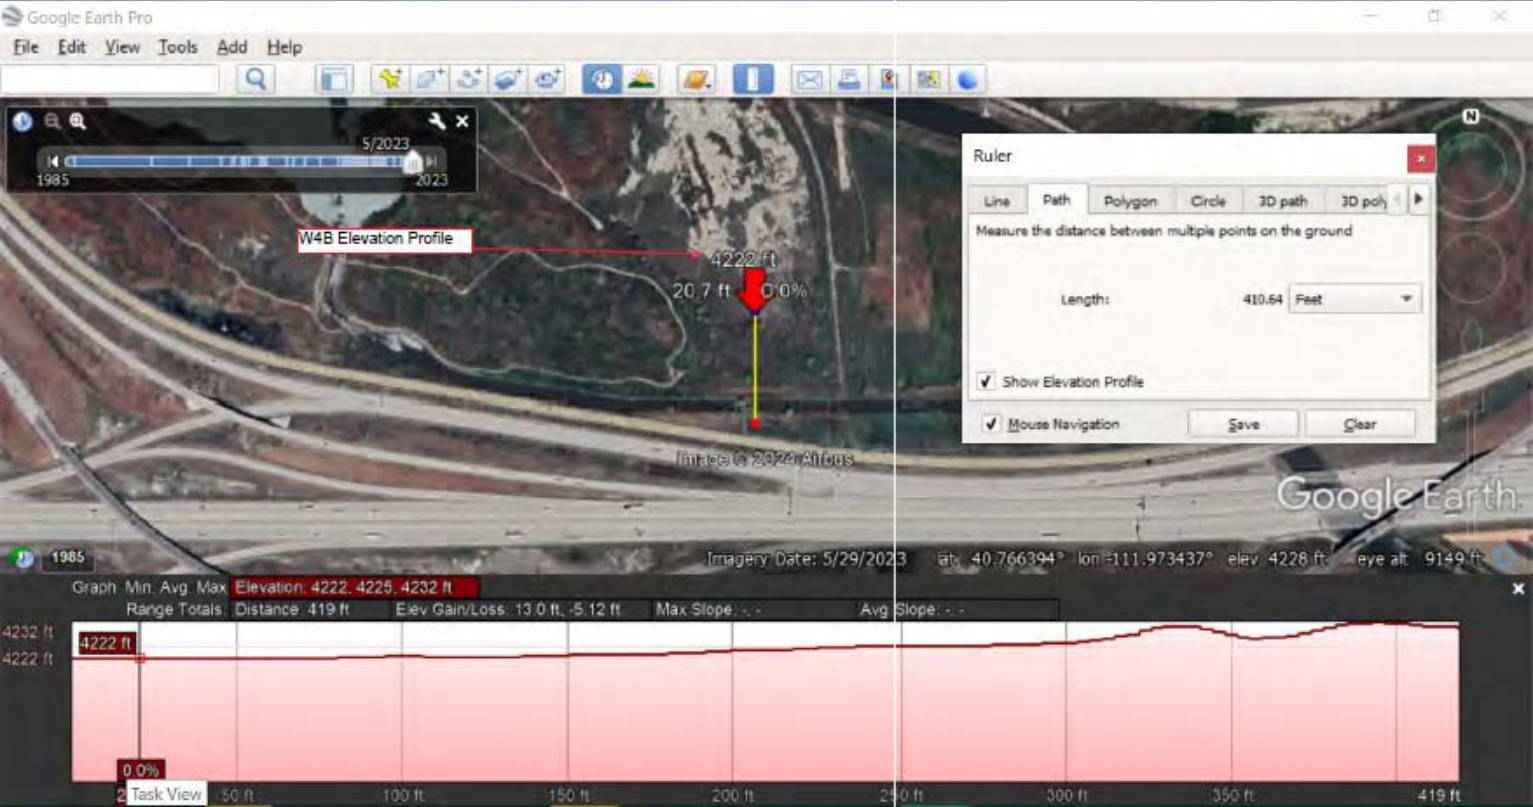 Google Earth Pro
File Edit View Tools Add Help
5/2023
1985 2023
W4B Elevation Profile
4222 ft
20.7 ft 0.0%
N
Ruler
Line Path Polygon Circle 3D path 3D poly
Measure the distance between multiple points on the ground
Length: 410.64 Feet
Show Elevation Profile
Mouse Navigation Save Clear
Image © 2024 Airbus
Google Earth
1985
Imagery Date: 5/29/2023 lat 40.766394° lon -111.973437° elev 4228 ft eye alt 9149 ft
Graph Min, Avg, Max Elevation: 4222, 4225, 4232 ft
Range Totals: Distance: 419 ft Elev Gain/Loss: 13.0 ft, -5.12 ft Max Slope: -, - Avg Slope: -, -
4232 ft
4222 ft
4222 ft
0.0%
Task View 50 ft 100 ft 150 ft 200 ft 250 ft 300 ft 350 ft 419 ft